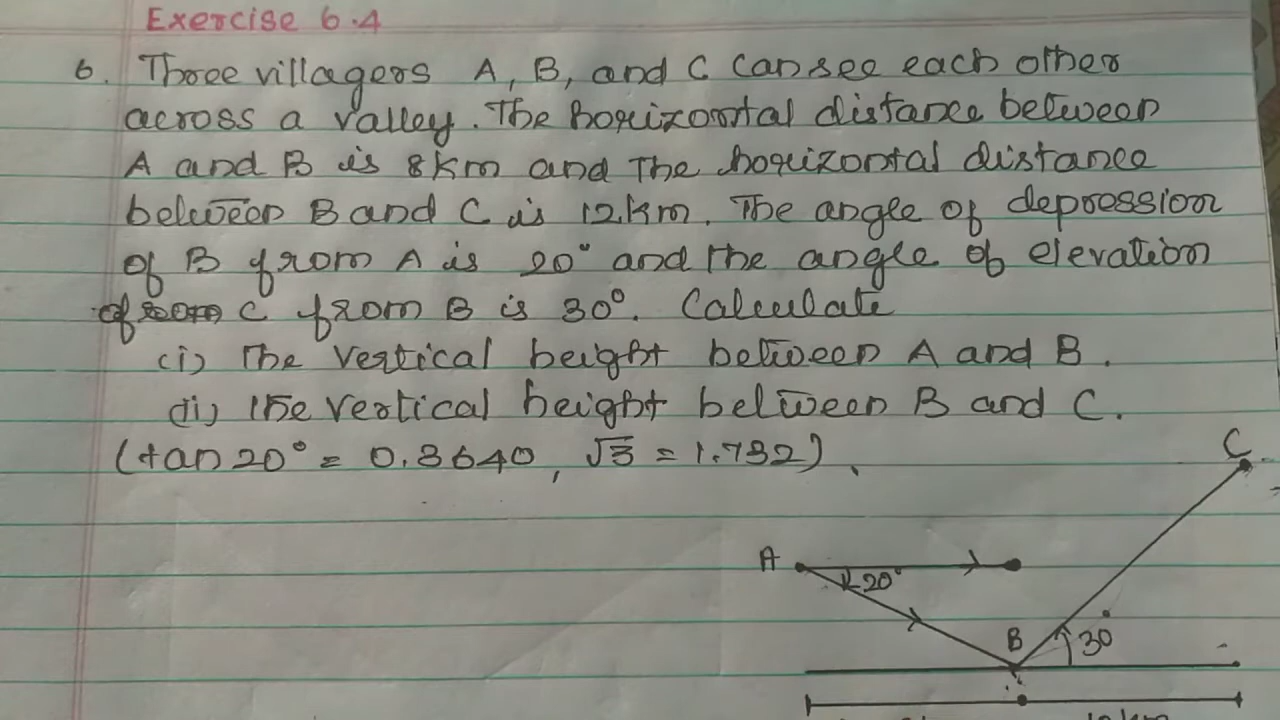 Exercise 6.4
6. Three villagers A, B, and C can see each other
across a valley. The horizontal distance between
A and B is 8km and The horizontal distance
between B and C is 12km. The angle of depression
of B from A is 20° and the angle of elevation
of C from B is 30°. Calculate
(i) The vertical height between A and B.
(ii) The vertical height between B and C.
(tan 20° = 0.3640, √3 = 1.732).
C
A
20°
B
30°